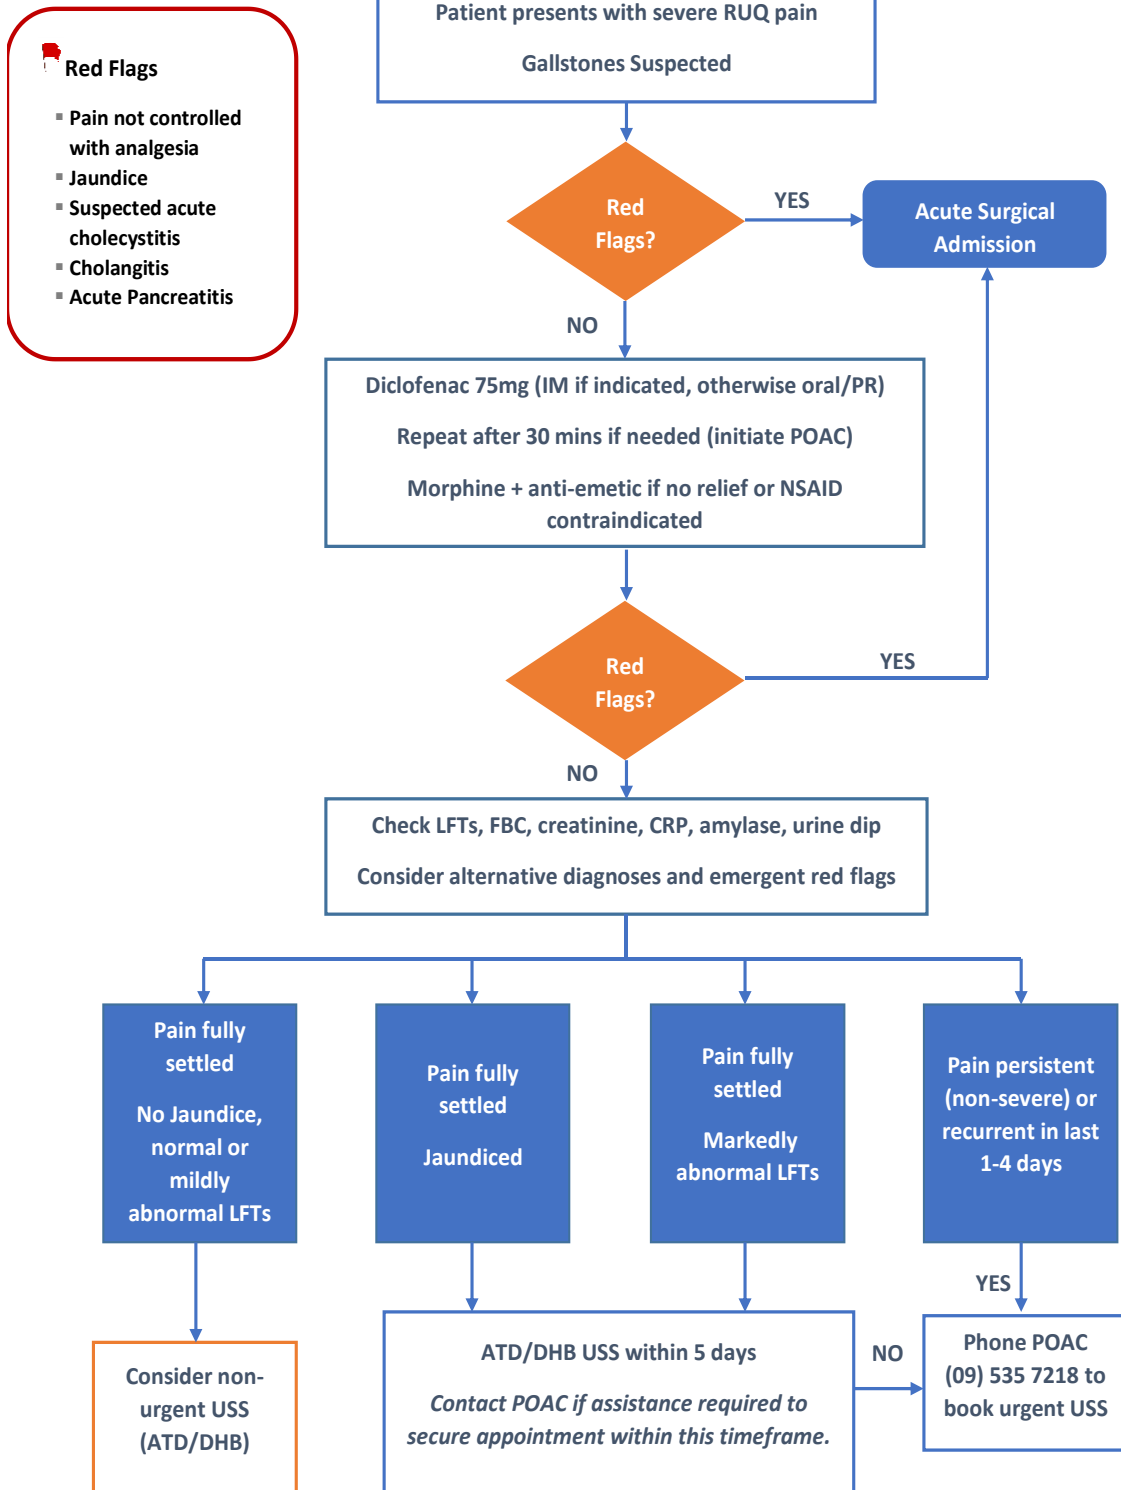 Patient presents with severe RUQ pain
Gallstones Suspected
Red Flags
Pain not controlled
with analgesia
Jaundice
Suspected acute
cholecystitis
Cholangitis
Acute Pancreatitis
Red
Flags?
YES
Acute Surgical
Admission
NO
Diclofenac 75mg (IM if indicated, otherwise oral/PR)
Repeat after 30 mins if needed (initiate POAC)
Morphine + anti-emetic if no relief or NSAID
contraindicated
Red
Flags?
YES
NO
Check LFTs, FBC, creatinine, CRP, amylase, urine dip
Consider alternative diagnoses and emergent red flags
Pain fully
settled
No Jaundice,
normal or
mildly
abnormal LFTs
Pain fully
settled
Jaundiced
Pain fully
settled
Markedly
abnormal LFTs
Pain persistent
(non-severe) or
recurrent in last
1-4 days
YES
Consider non-
urgent USS
(ATD/DHB)
ATD/DHB USS within 5 days
Contact POAC if assistance required to
secure appointment within this timeframe.
NO
Phone POAC
(09) 535 7218 to
book urgent USS